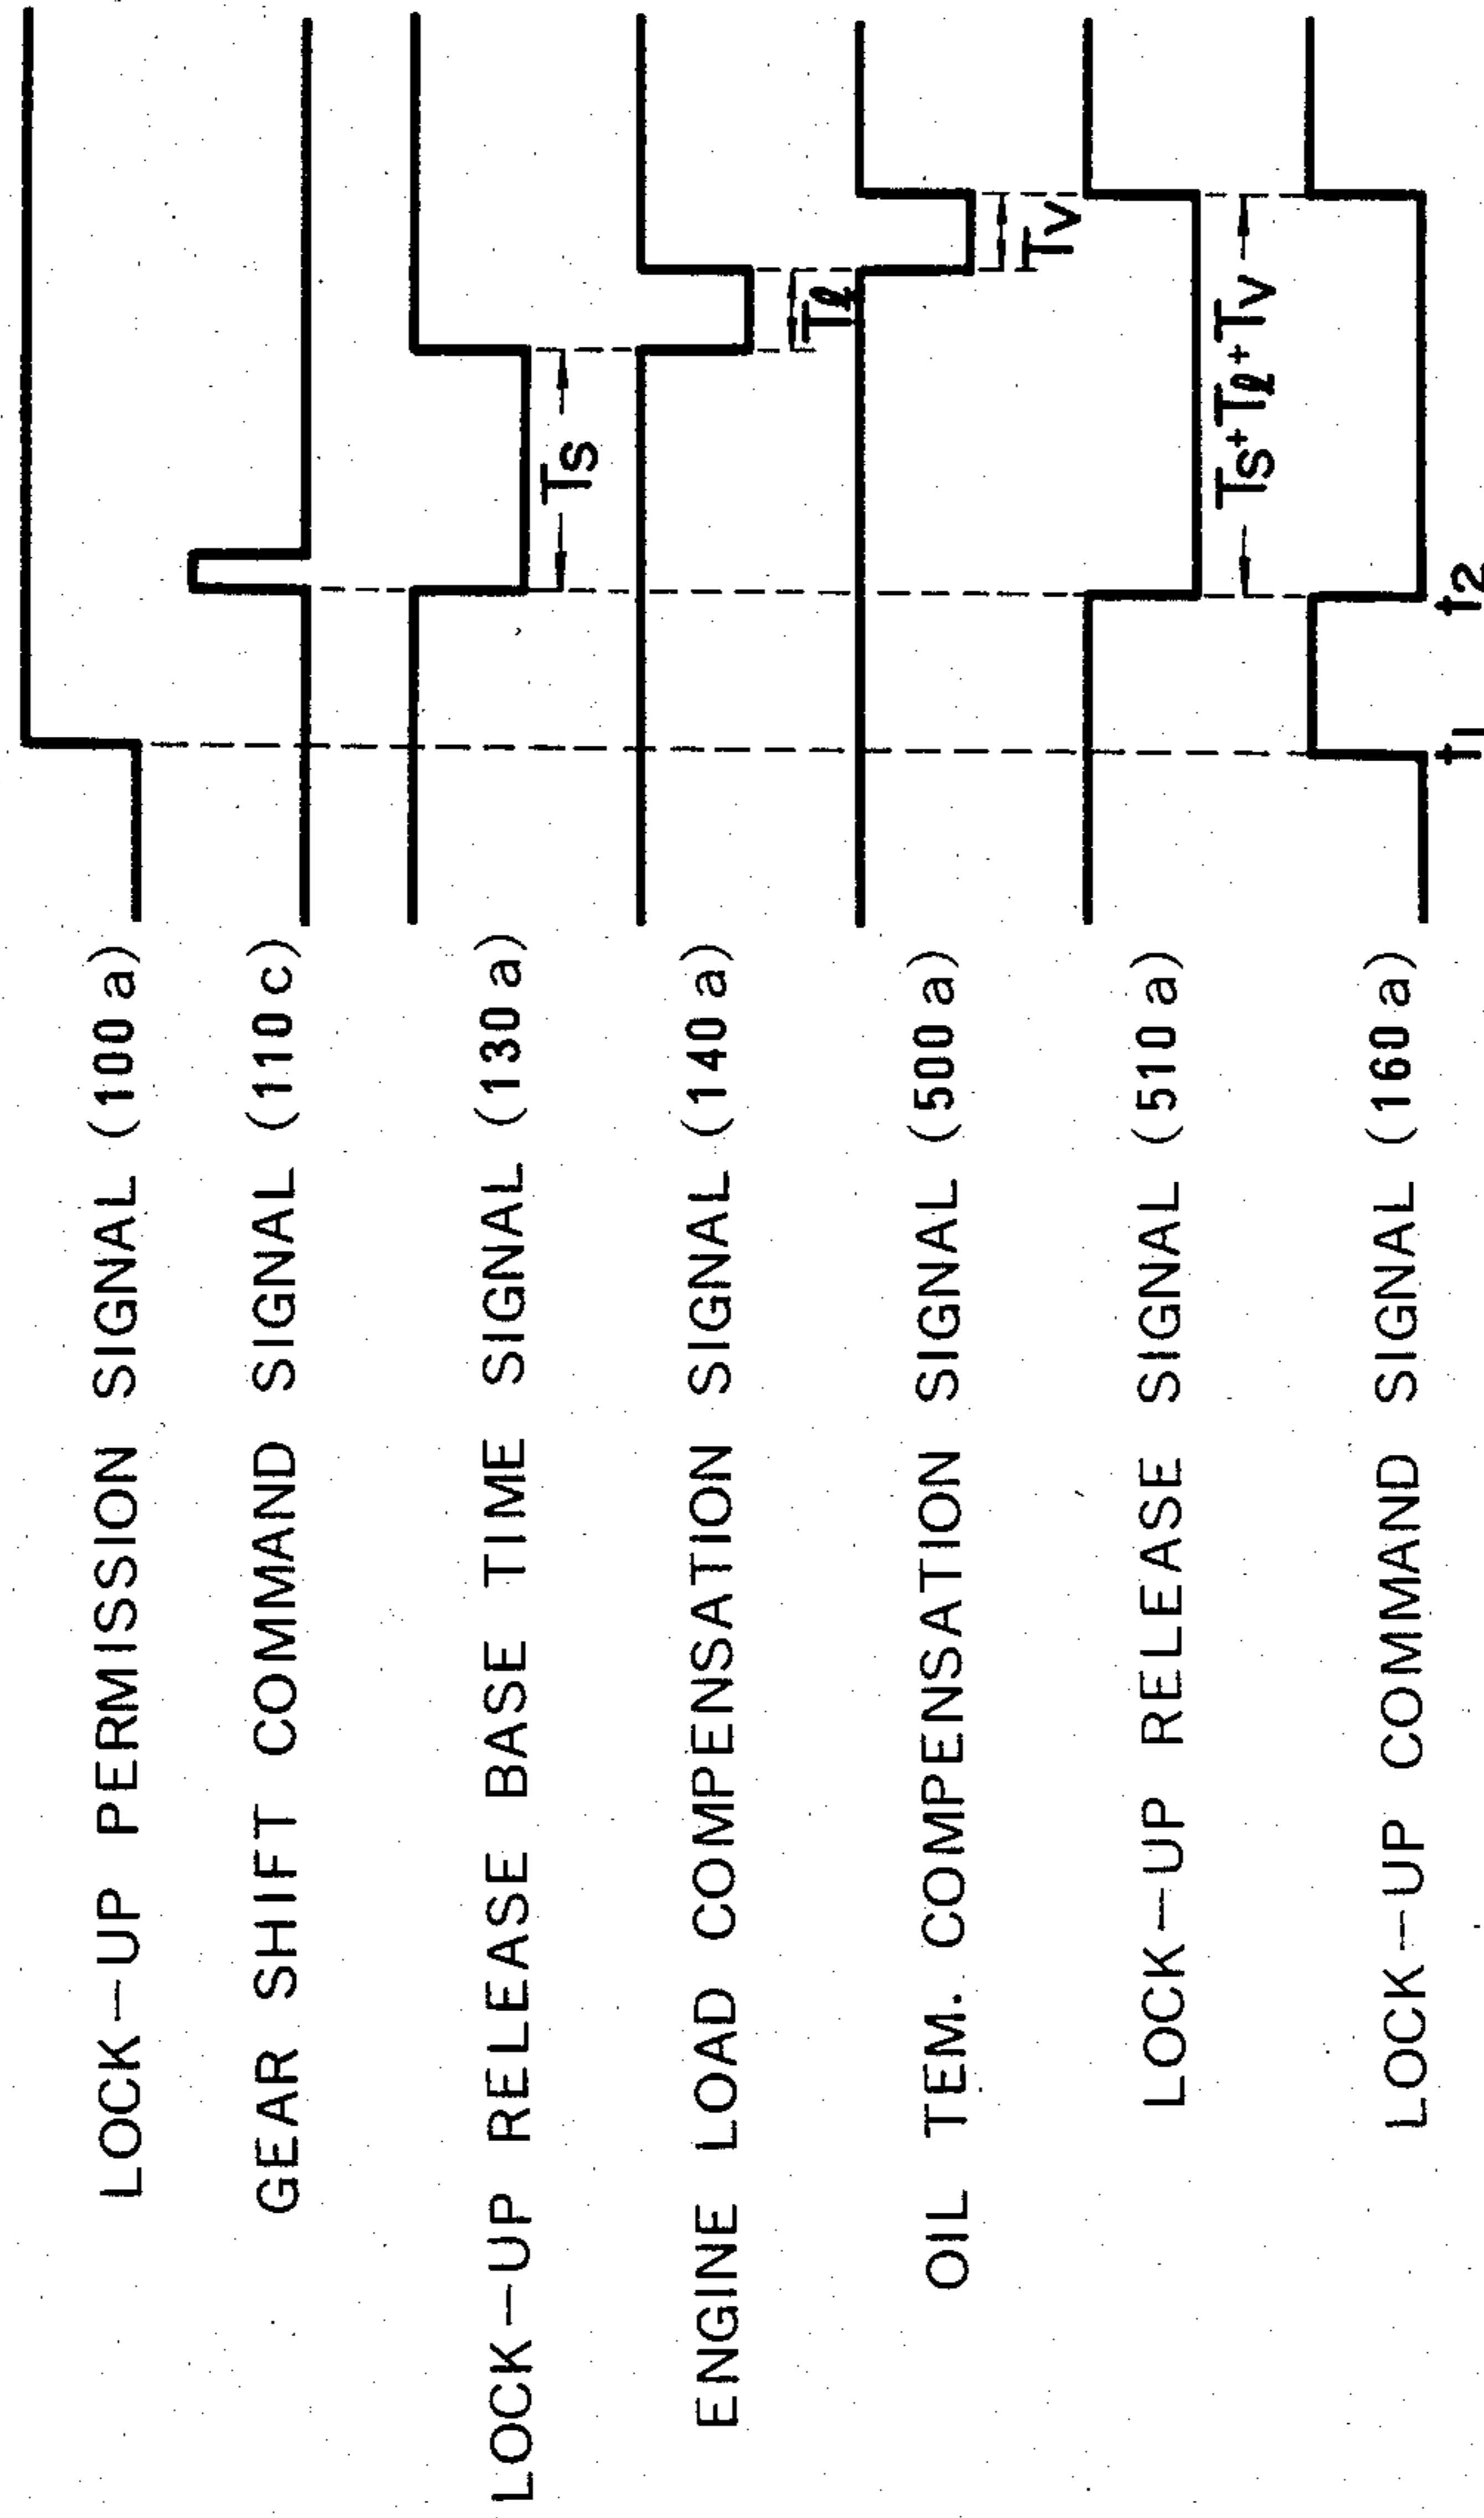 LOCK-UP PERMISSION SIGNAL (100a)
GEAR SHIFT COMMAND SIGNAL (110c)
LOCK-UP RELEASE BASE TIME SIGNAL (130a)
Ts
ENGINE LOAD COMPENSATION SIGNAL (140a)
Tℓ
OIL TEM. COMPENSATION SIGNAL (500a)
Tv
LOCK-UP RELEASE SIGNAL (510a)
Ts+Tℓ+Tv
LOCK-UP COMMAND SIGNAL (160a)
t1 t2